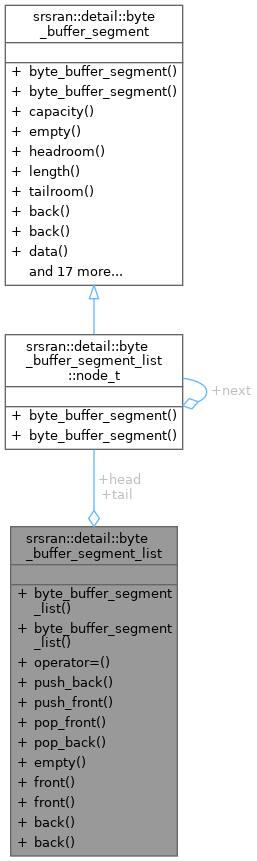 srsran::detail::byte
_buffer_segment
+ byte_buffer_segment()
+ byte_buffer_segment()
+ capacity()
+ empty()
+ headroom()
+ length()
+ tailroom()
+ back()
+ back()
+ data()
and 17 more...
srsran::detail::byte
_buffer_segment_list
::node_t
+next
+ byte_buffer_segment()
+ byte_buffer_segment()
+head
+tail
srsran::detail::byte
_buffer_segment_list
+ byte_buffer_segment
_list()
+ byte_buffer_segment
_list()
+ operator=()
+ push_back()
+ push_front()
+ pop_front()
+ pop_back()
+ empty()
+ front()
+ front()
+ back()
+ back()